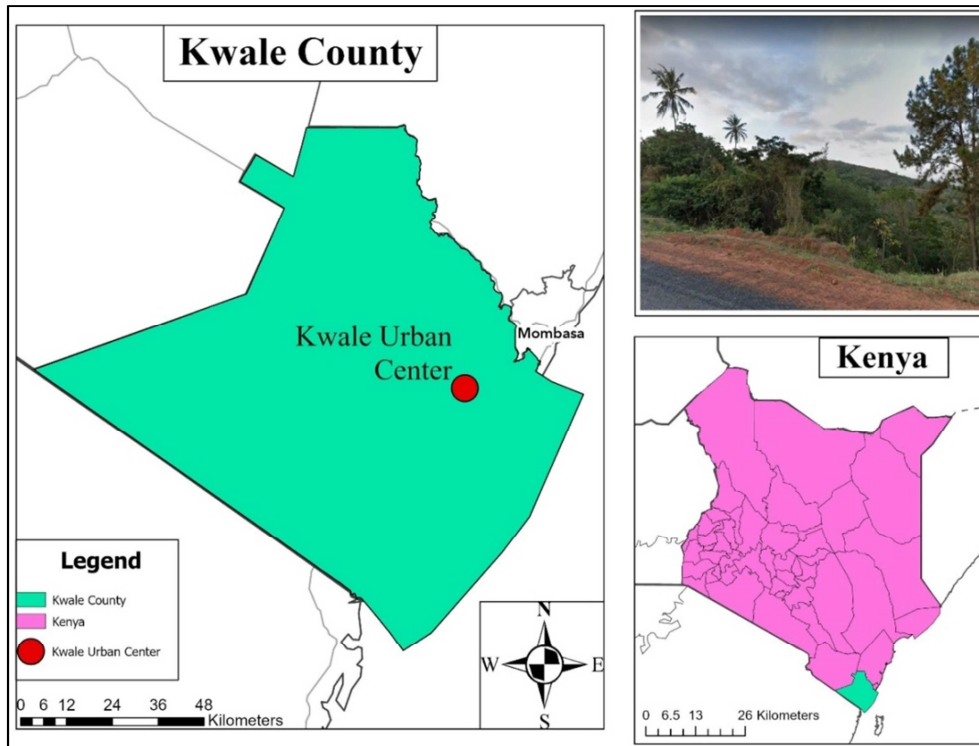 Kwale County
Mombasa
Kwale Urban
Center
Legend
Kwale County
Kenya
Kwale Urban Center
0 6 12 24 36 48
Kilometers
N
W E
S
Kenya
0 6.5 13 26 Kilometers